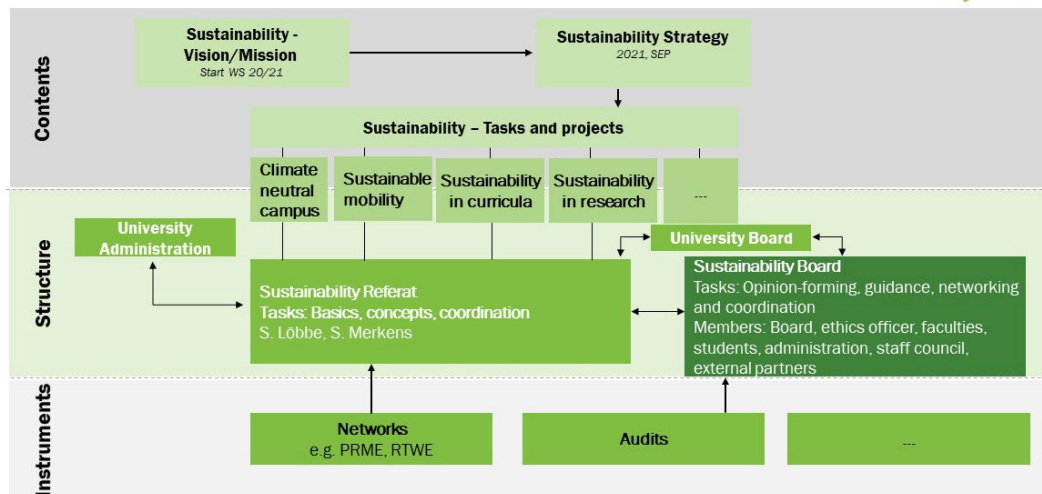 Contents
Sustainability -
Vision/Mission
Start WS 20/21
Sustainability Strategy
2021, SEP
Sustainability – Tasks and projects
Climate
neutral
campus
Sustainable
mobility
Sustainability
in curricula
Sustainability
in research
---
Structure
University
Administration
University Board
Sustainability Referat
Tasks: Basics, concepts, coordination
S. Löbbe, S. Merkens
Sustainability Board
Tasks: Opinion-forming, guidance, networking
and coordination
Members: Board, ethics officer, faculties,
students, administration, staff council,
external partners
Instruments
Networks
e.g. PRME, RTWE
Audits
---